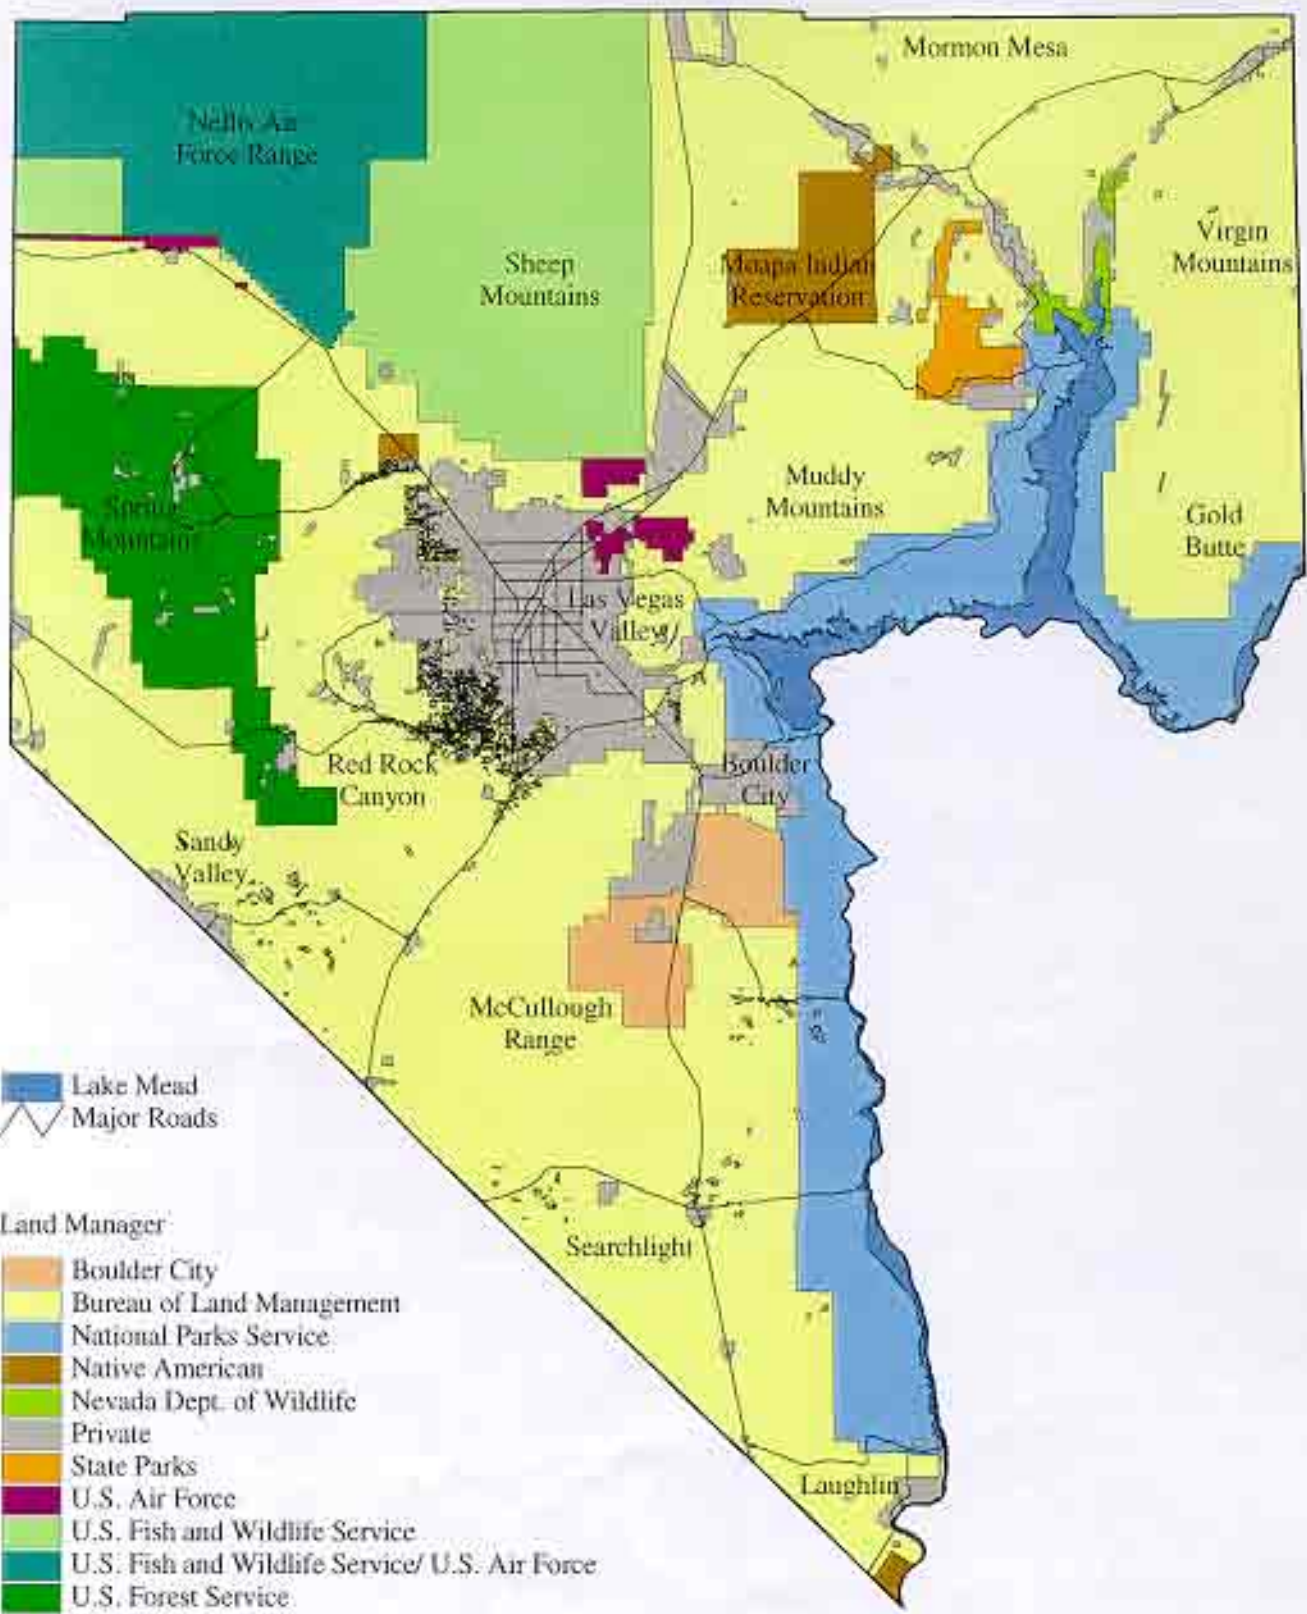 Mormon Mesa
Nellis Air
Force Range
Virgin
Mountains
Sheep
Mountains
Moapa Indian
Reservation
Muddy
Mountains
Spring
Mountains
Gold
Butte
Las Vegas
Valley
Red Rock
Canyon
Boulder
City
Sandy
Valley
McCullough
Range
Lake Mead
Major Roads
Searchlight
Laughlin
Land Manager
Boulder City
Bureau of Land Management
National Parks Service
Native American
Nevada Dept. of Wildlife
Private
State Parks
U.S. Air Force
U.S. Fish and Wildlife Service
U.S. Fish and Wildlife Service/ U.S. Air Force
U.S. Forest Service